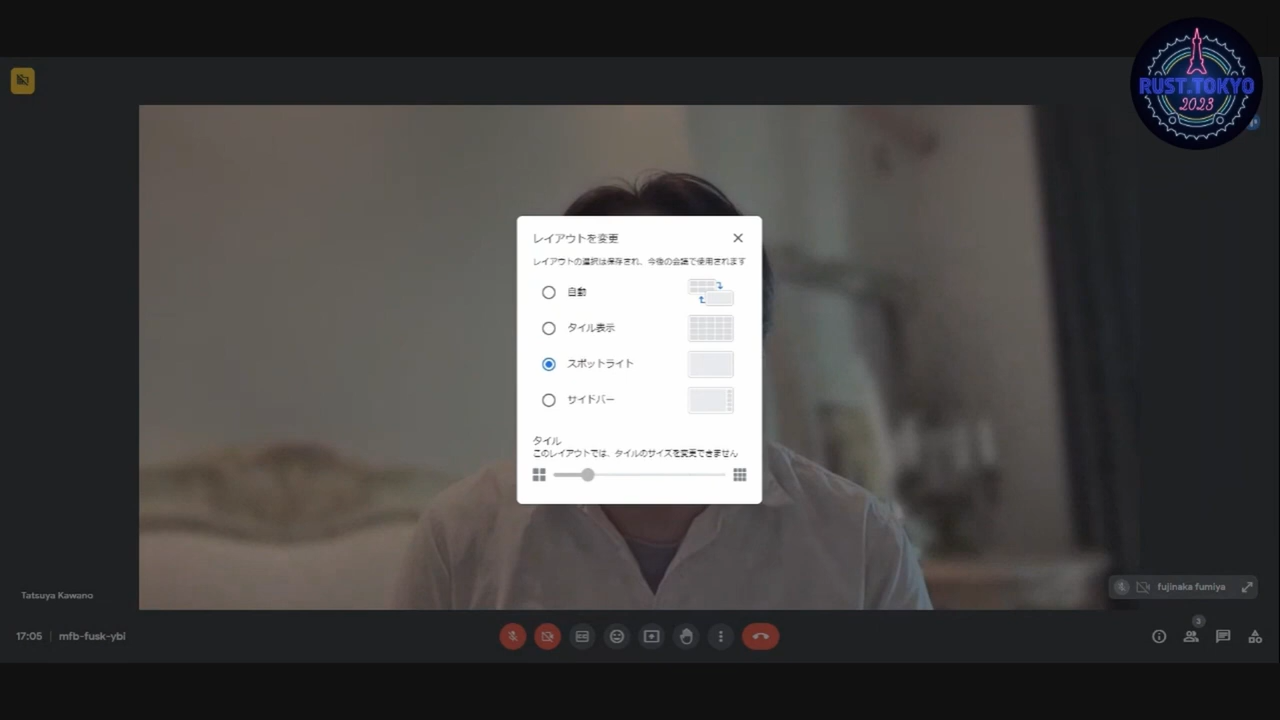 RUST.TOKYO
2023
レイアウトを変更
レイアウトの選択は保存され、今後の会議で使用されます
自動
タイル表示
スポットライト
サイドバー
タイル
このレイアウトでは、タイルのサイズを変更できません
Tatsuya Kawano
fujinaka fumiya
17:05 | mfb-fusk-ybi
3